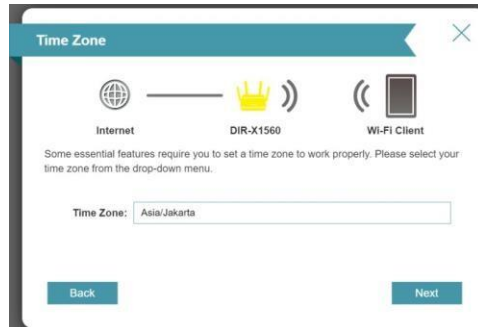 Time Zone
Internet DIR-X1560 Wi-Fi Client
Some essential features require you to set a time zone to work properly. Please select your
time zone from the drop-down menu.
Time Zone: Asia/Jakarta
Back Next